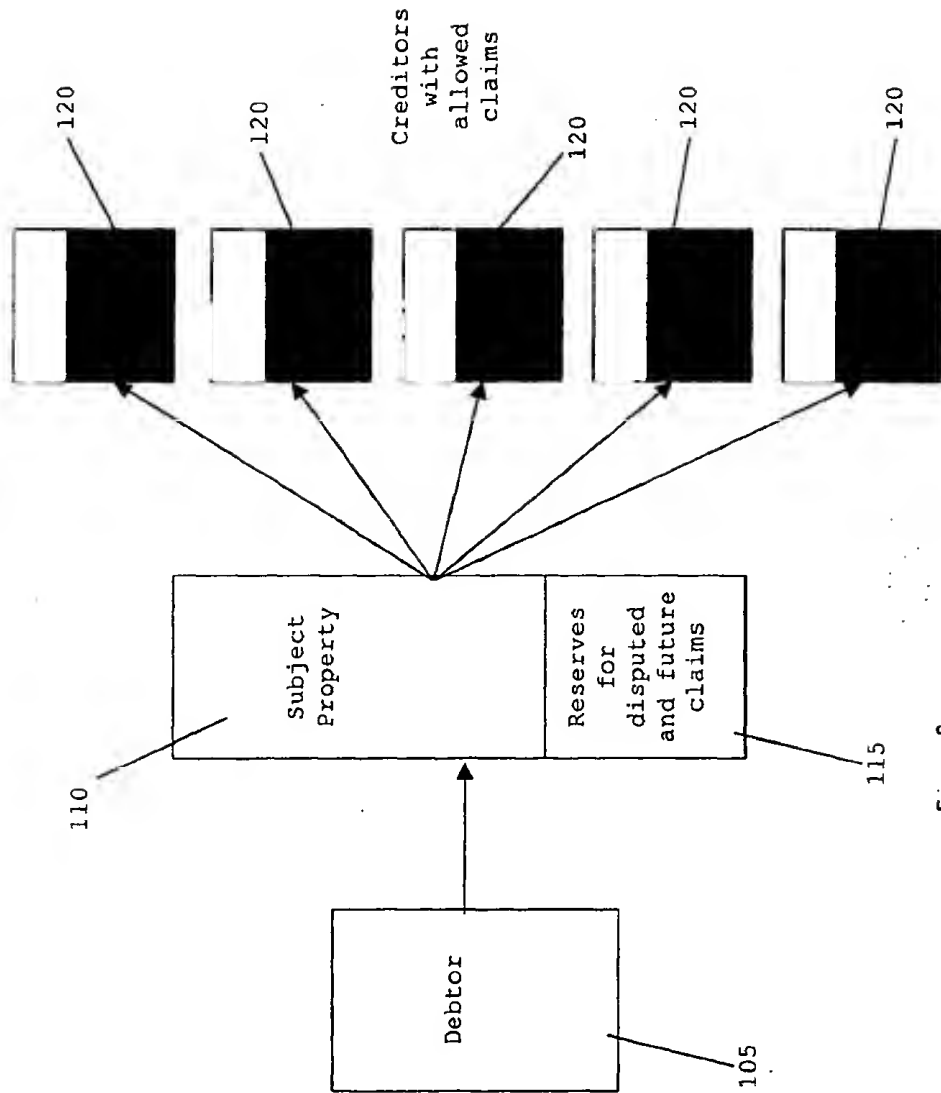 120
120
Creditors
with
allowed
claims
120
120
120
110
Subject
Property
Reserves
for
disputed
and future
claims
115
Debtor
105